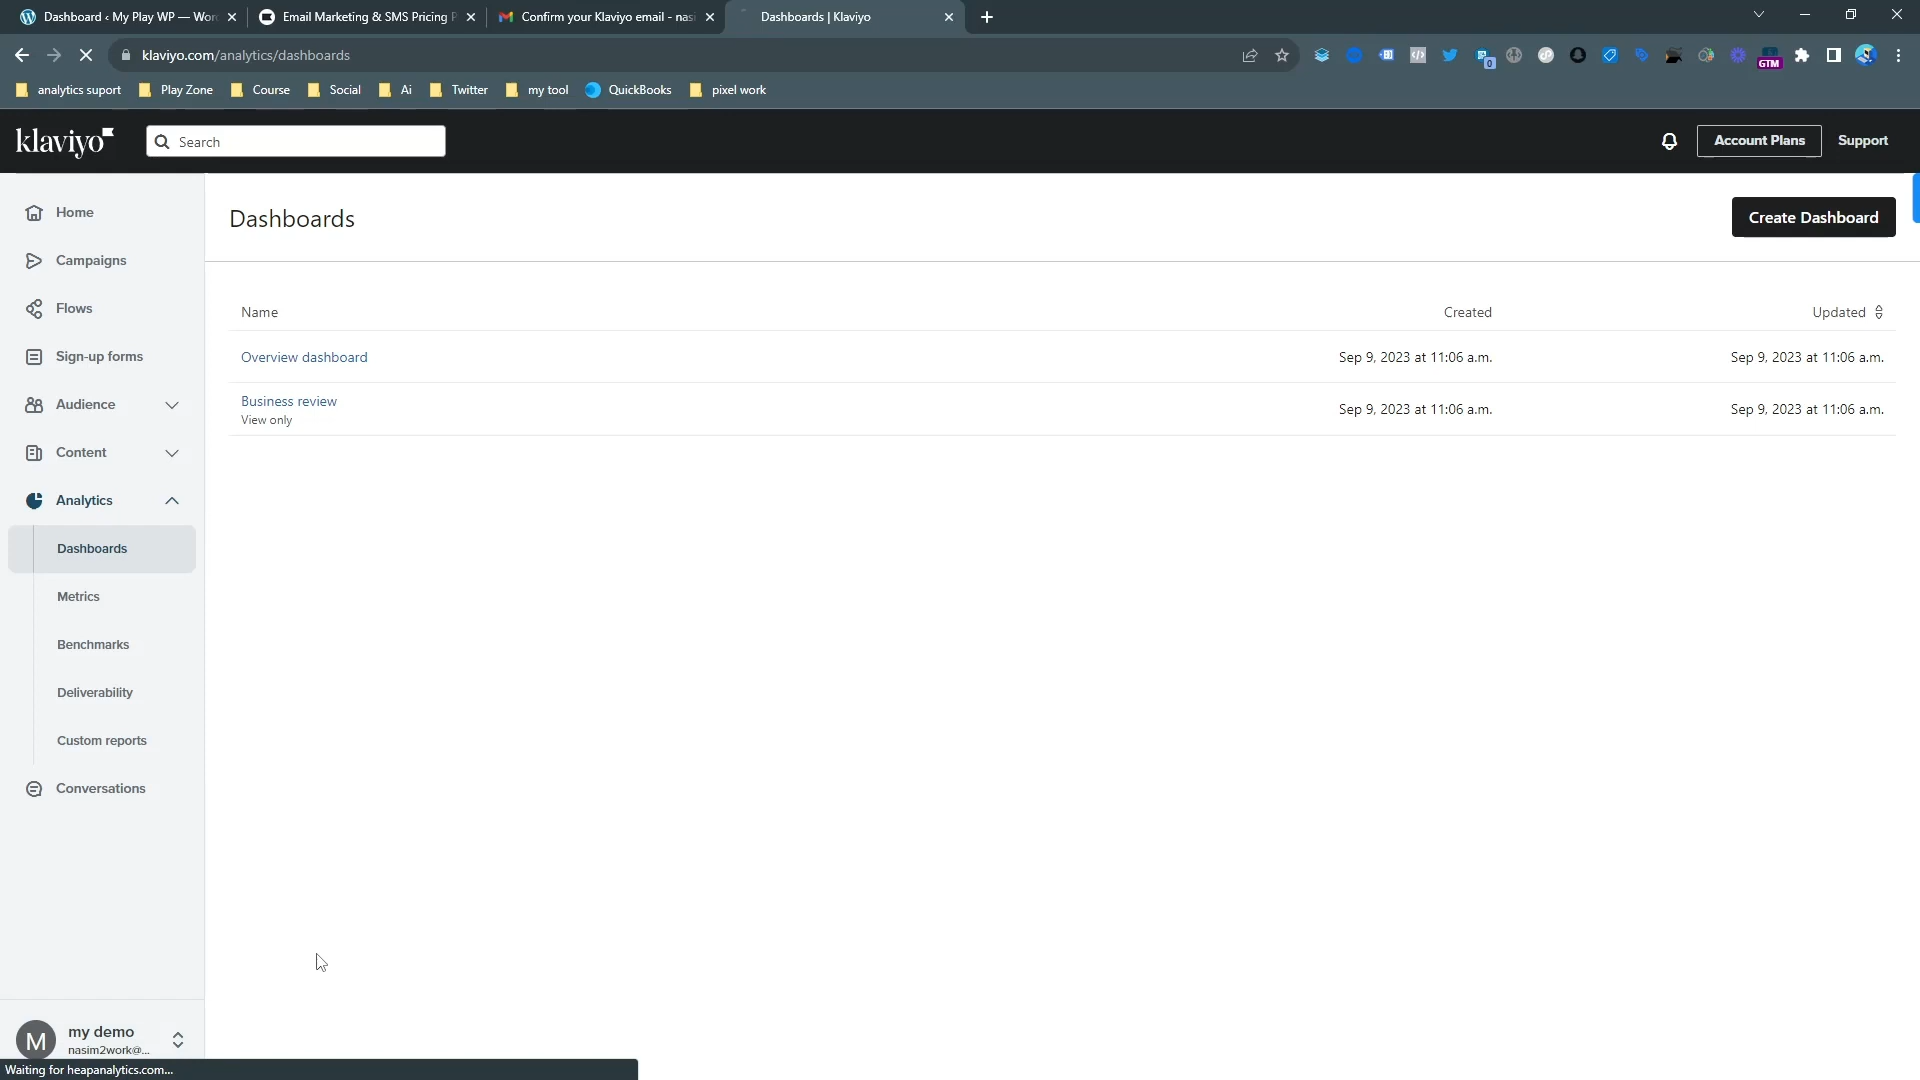 Dashboard ‹ My Play WP — Wor
Email Marketing & SMS Pricing P
Confirm your Klaviyo email - nasi
Dashboards | Klaviyo
klaviyo.com/analytics/dashboards
0
GTM
analytics suport
Play Zone
Course
Social
Ai
Twitter
my tool
QuickBooks
pixel work
klaviyo
Search
Account Plans
Support
Home
Campaigns
Flows
Sign-up forms
Audience
Content
Analytics
Dashboards
Metrics
Benchmarks
Deliverability
Custom reports
Conversations
Dashboards
Create Dashboard
Name Created Updated
Overview dashboard Sep 9, 2023 at 11:06 a.m. Sep 9, 2023 at 11:06 a.m.
Business review Sep 9, 2023 at 11:06 a.m. Sep 9, 2023 at 11:06 a.m.
View only
M
my demo
nasim2work@...
Waiting for heapanalytics.com...